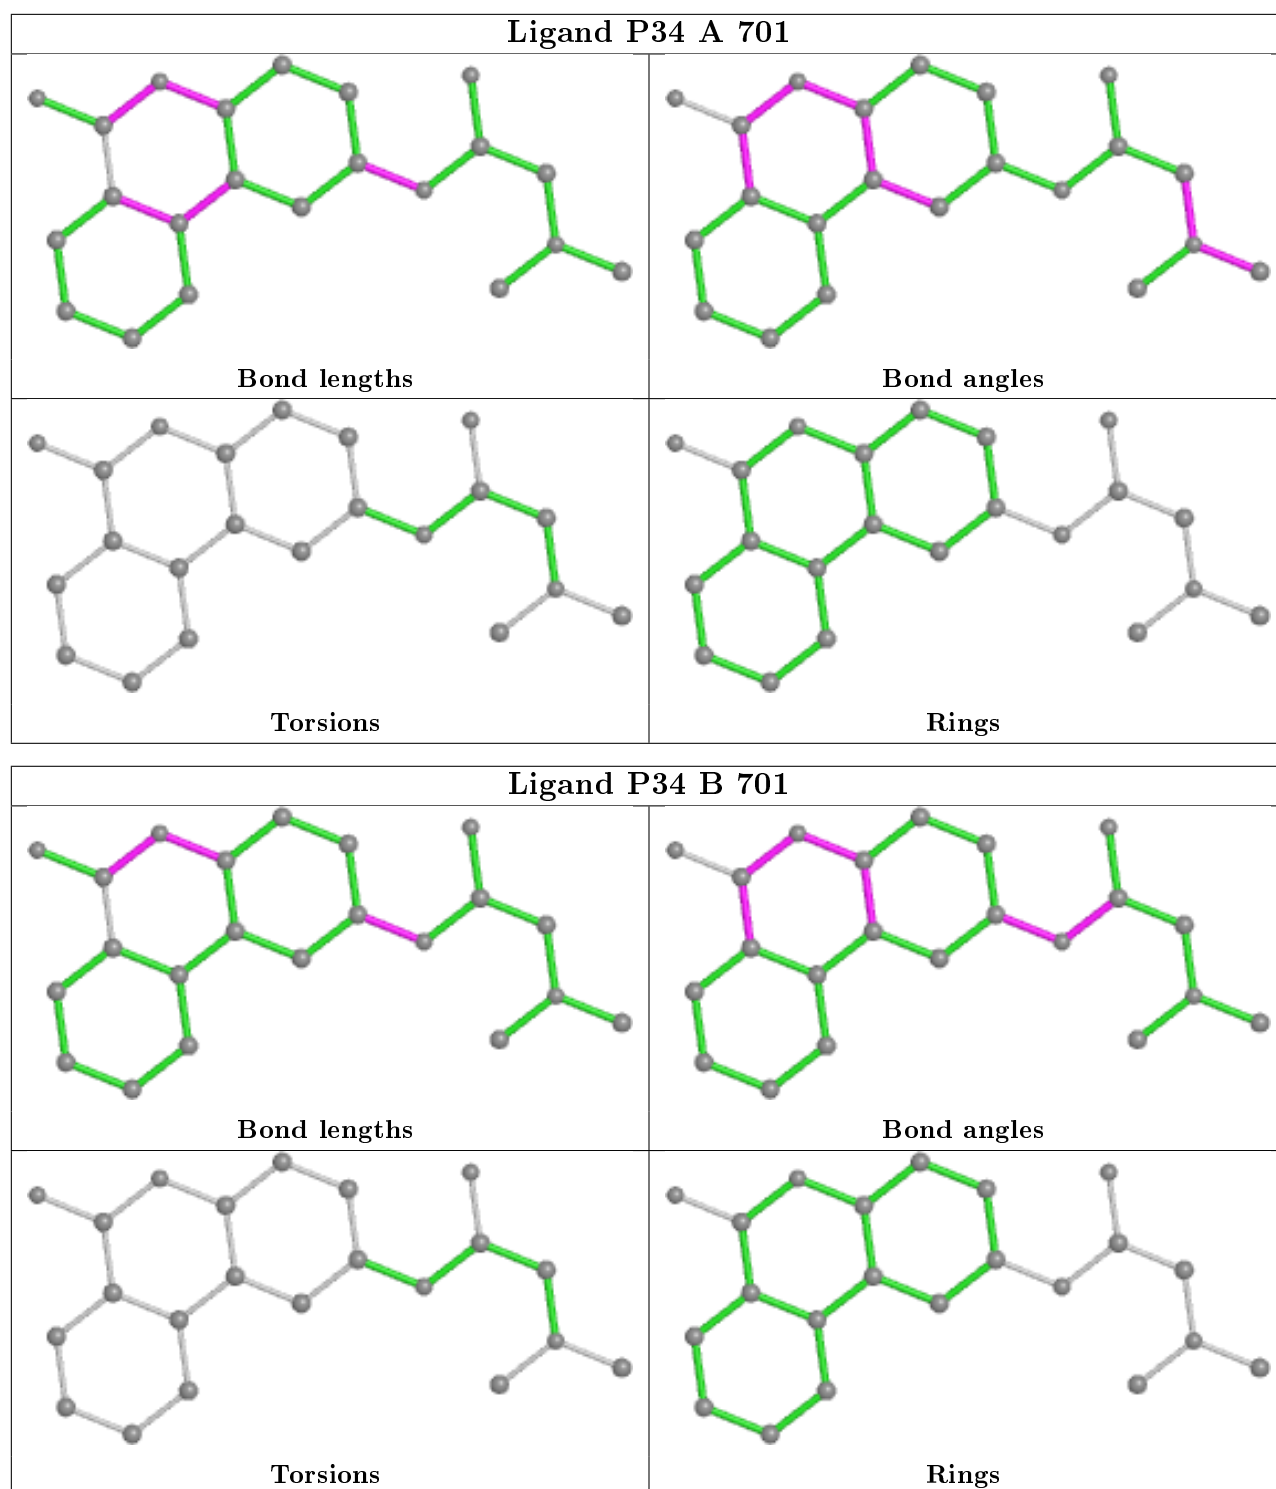 Ligand P34 A 701
Bond lengths
Bond angles
Torsions
Rings
Ligand P34 B 701
Bond lengths
Bond angles
Torsions
Rings